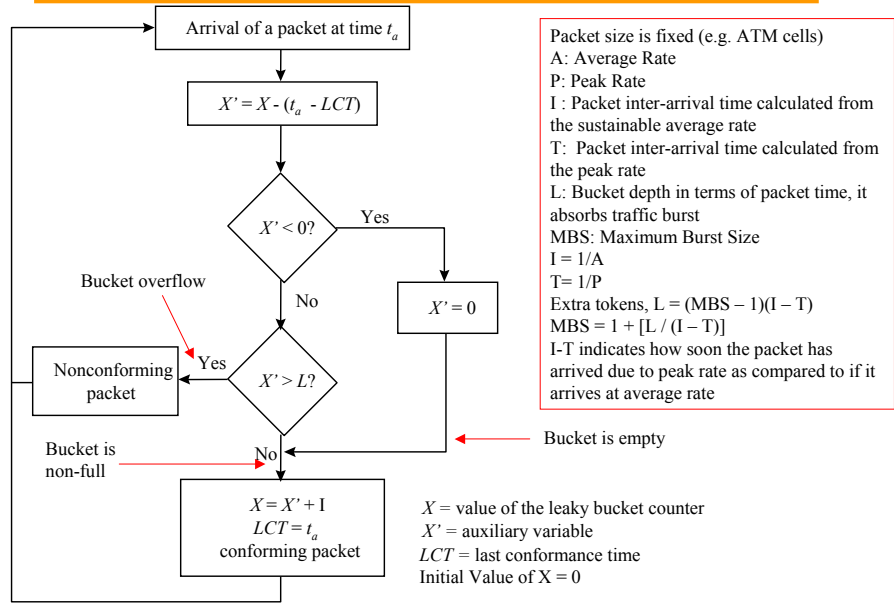 Arrival of a packet at time t_a
X' = X - (t_a - LCT)
X' < 0?
Yes
No
Bucket overflow
X' = 0
Nonconforming
packet
Yes
X' > L?
Bucket is
non-full
No
Bucket is empty
X = X' + I
LCT = t_a
conforming packet
X = value of the leaky bucket counter
X' = auxiliary variable
LCT = last conformance time
Initial Value of X = 0
Packet size is fixed (e.g. ATM cells)
A: Average Rate
P: Peak Rate
I : Packet inter-arrival time calculated from
the sustainable average rate
T: Packet inter-arrival time calculated from
the peak rate
L: Bucket depth in terms of packet time, it
absorbs traffic burst
MBS: Maximum Burst Size
I = 1/A
T= 1/P
Extra tokens, L = (MBS – 1)(I – T)
MBS = 1 + [L / (I – T)]
I-T indicates how soon the packet has
arrived due to peak rate as compared to if it
arrives at average rate